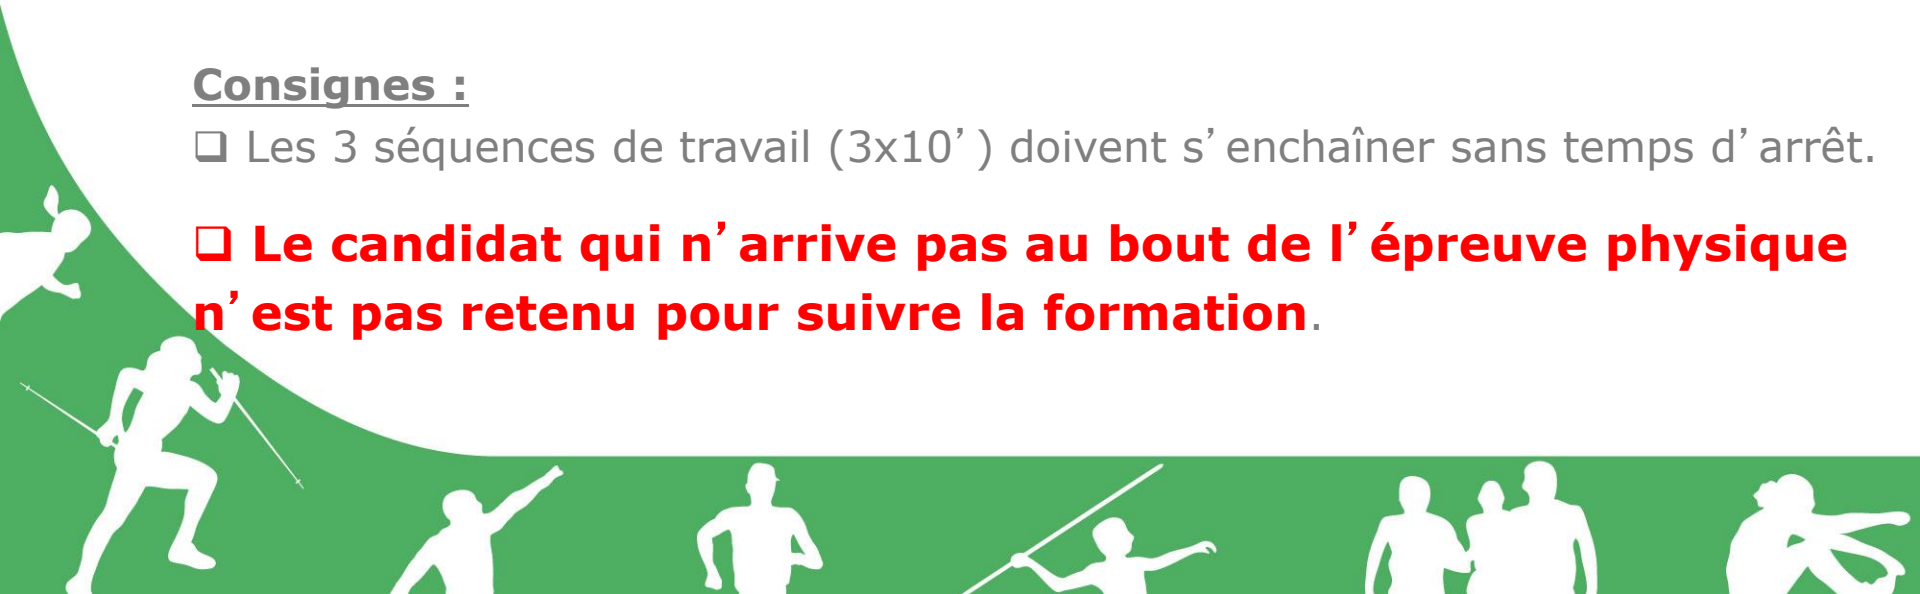 Consignes :
❑ Les 3 séquences de travail (3x10’) doivent s’enchaîner sans temps d’arrêt.
❑ Le candidat qui n’arrive pas au bout de l’épreuve physique
n’est pas retenu pour suivre la formation.